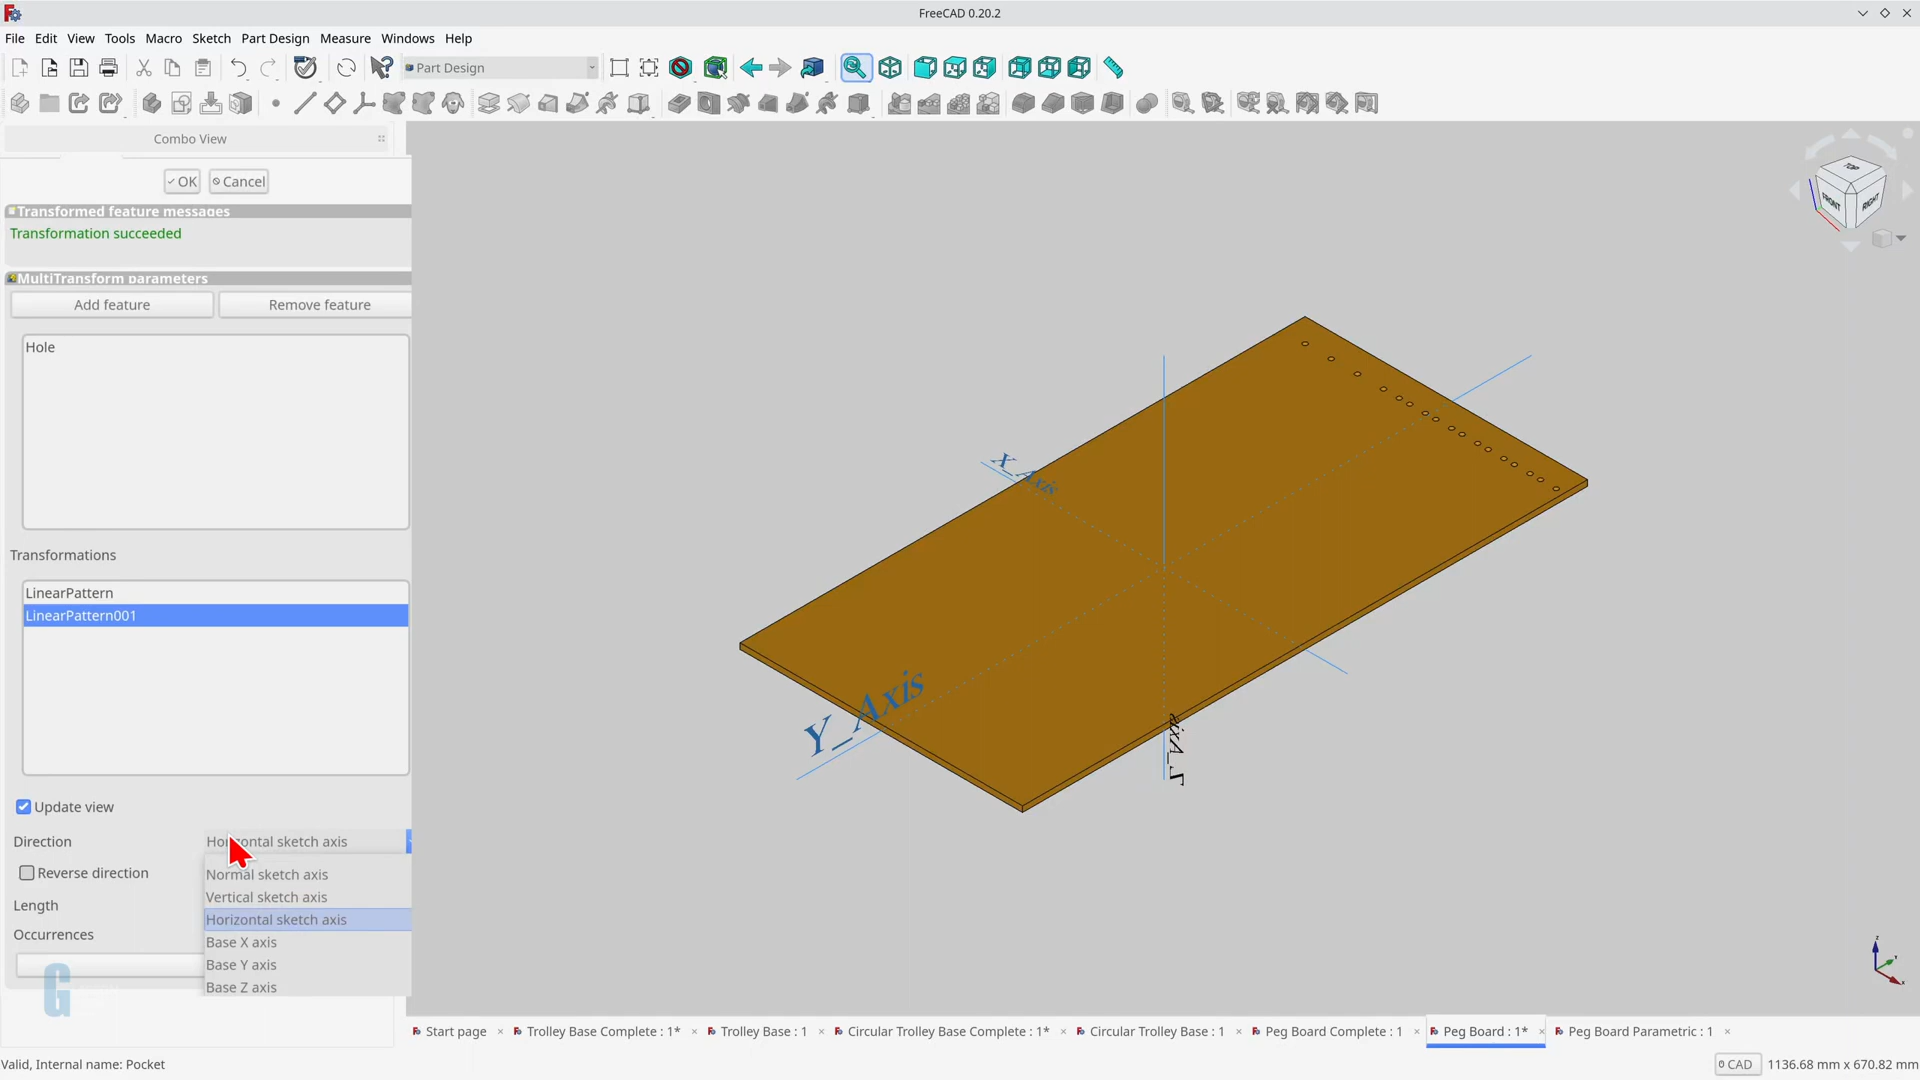 FreeCAD 0.20.2
File Edit View Tools Macro Sketch Part Design Measure Windows Help
Part Design
Combo View
OK Cancel
Transformed feature messages
Transformation succeeded
MultiTransform parameters
Add feature Remove feature
Hole
Transformations
LinearPattern
LinearPattern001
Update view
Direction Horizontal sketch axis
Reverse direction
Normal sketch axis
Vertical sketch axis
Length
Horizontal sketch axis
Occurrences
Base X axis
Base Y axis
Base Z axis
G
X_Axis
Y_Axis
TOP
FRONT RIGHT
Start page Trolley Base Complete : 1* Trolley Base : 1 Circular Trolley Base Complete : 1* Circular Trolley Base : 1 Peg Board Complete : 1 Peg Board : 1* Peg Board Parametric : 1
Valid, Internal name: Pocket
CAD 1136.68 mm x 670.82 mm